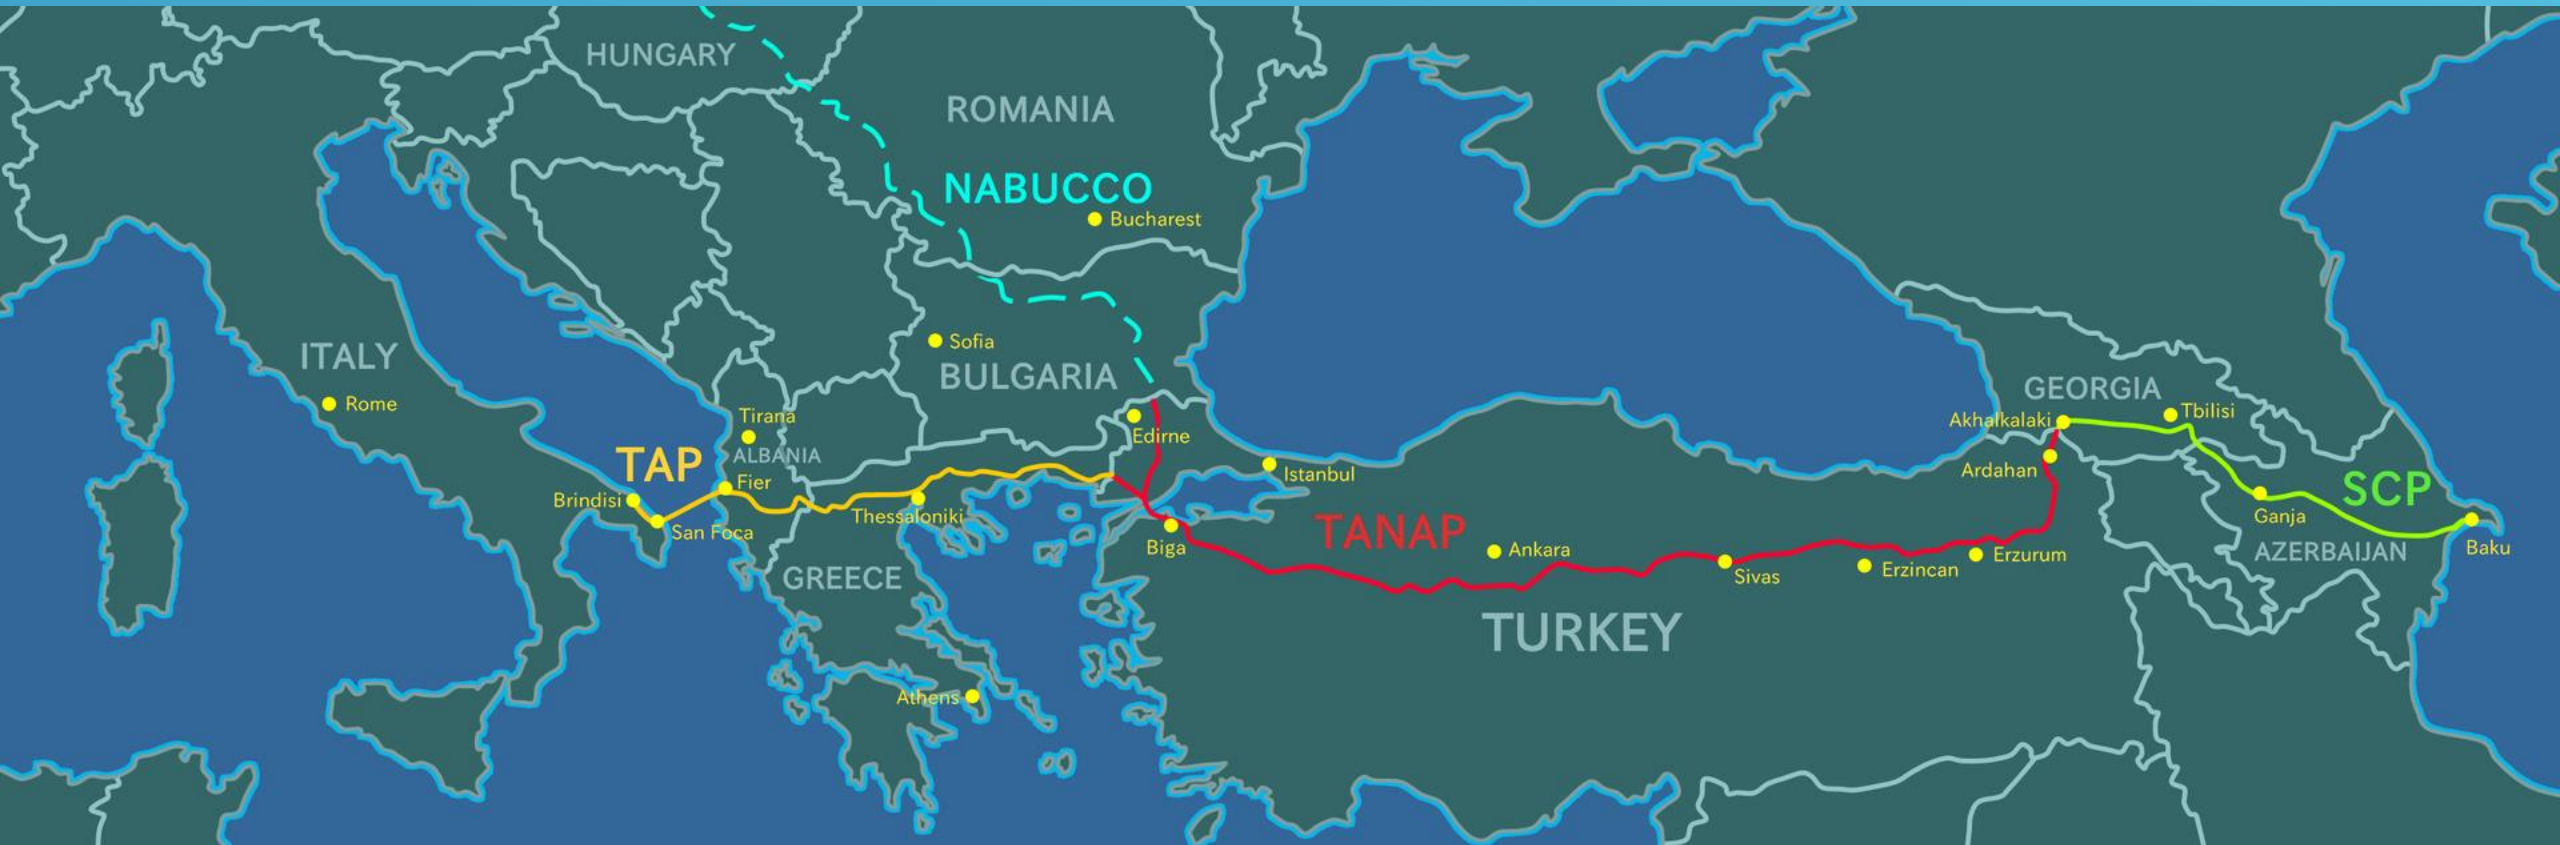 HUNGARY
ROMANIA
NABUCCO
Bucharest
Sofia
BULGARIA
ITALY
Rome
Tirana
ALBANIA
TAP
Fier
Brindisi
San Foca
Thessaloniki
GREECE
Athens
Edirne
Istanbul
Biga
TANAP
Ankara
Sivas
Erzincan
Erzurum
TURKEY
GEORGIA
Akhalkalaki
Tbilisi
Ardahan
SCP
Ganja
AZERBAIJAN
Baku